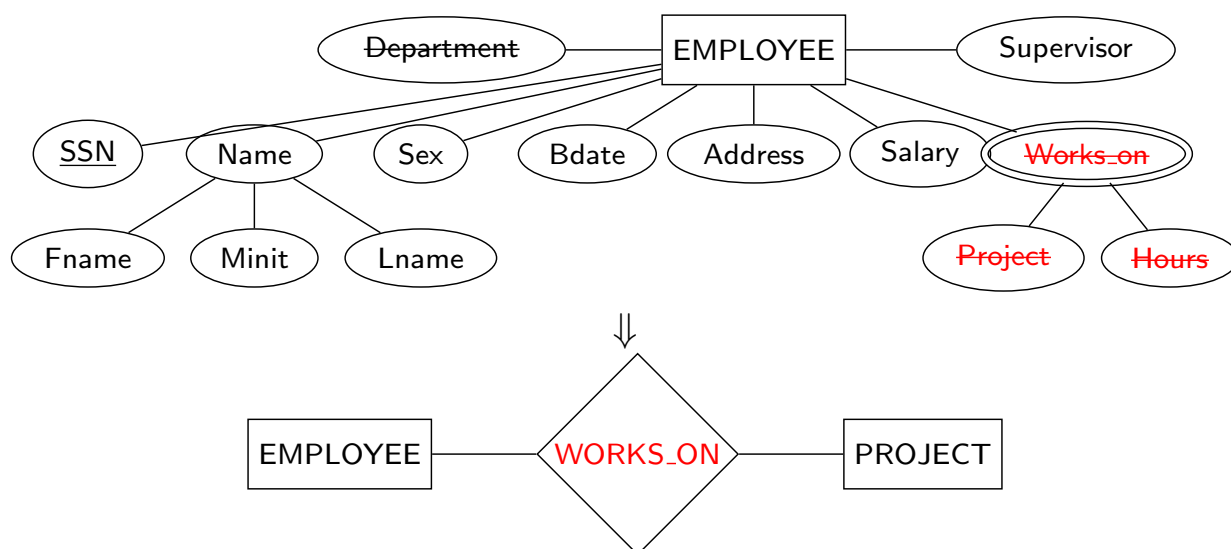 Department EMPLOYEE Supervisor
SSN Name Sex Bdate Address Salary Works_on
Fname Minit Lname Project Hours
⇓
EMPLOYEE WORKS_ON PROJECT